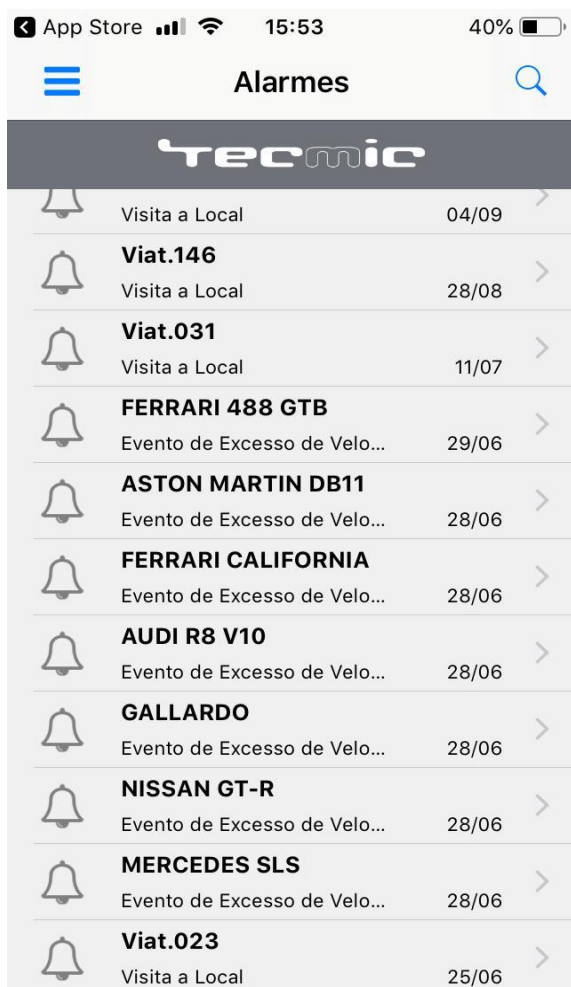 App Store 15:53 40%
Alarmes
Tecmic
Visita a Local 04/09
Viat.146
Visita a Local 28/08
Viat.031
Visita a Local 11/07
FERRARI 488 GTB
Evento de Excesso de Velo... 29/06
ASTON MARTIN DB11
Evento de Excesso de Velo... 28/06
FERRARI CALIFORNIA
Evento de Excesso de Velo... 28/06
AUDI R8 V10
Evento de Excesso de Velo... 28/06
GALLARDO
Evento de Excesso de Velo... 28/06
NISSAN GT-R
Evento de Excesso de Velo... 28/06
MERCEDES SLS
Evento de Excesso de Velo... 28/06
Viat.023
Visita a Local 25/06